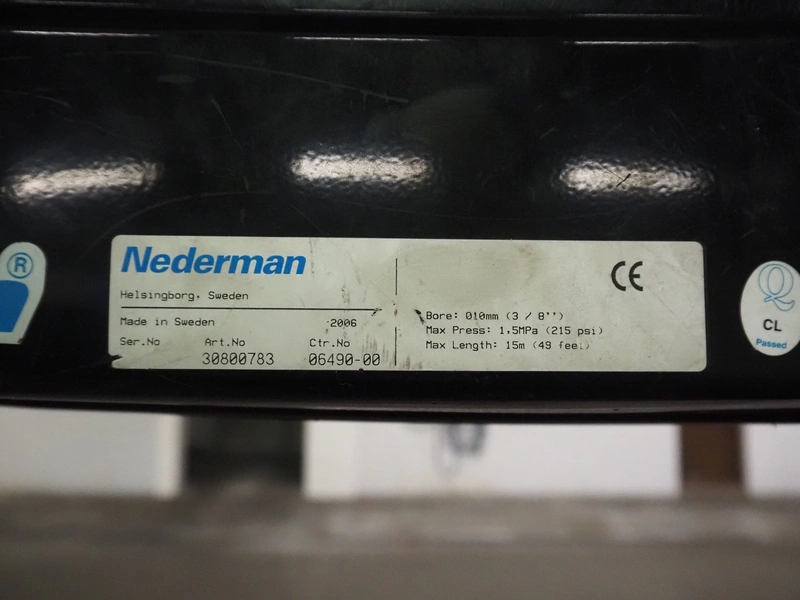 ®
Nederman
Helsingborg, Sweden
Made in Sweden 2006
Ser.No Art.No Ctr.No
30800783 06490-00
Bore: Ø10mm (3 / 8'')
Max Press: 1,5MPa (215 psi)
Max Length: 15m (49 feet)
CE
Q
CL
Passed